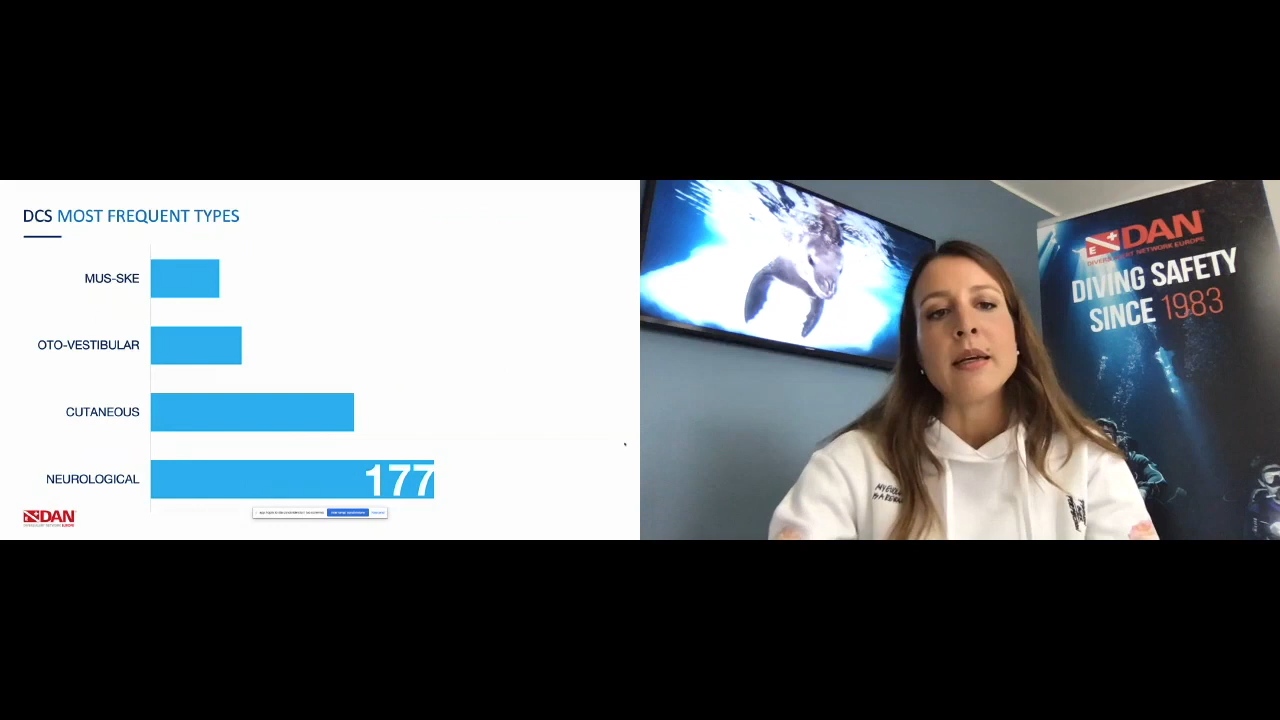 DCS MOST FREQUENT TYPES
MUS-SKE
OTO-VESTIBULAR
CUTANEOUS
NEUROLOGICAL
177
DAN
EUROPE
E DAN
DIVERS ALERT NETWORK EUROPE
DIVING SAFETY
SINCE 1983